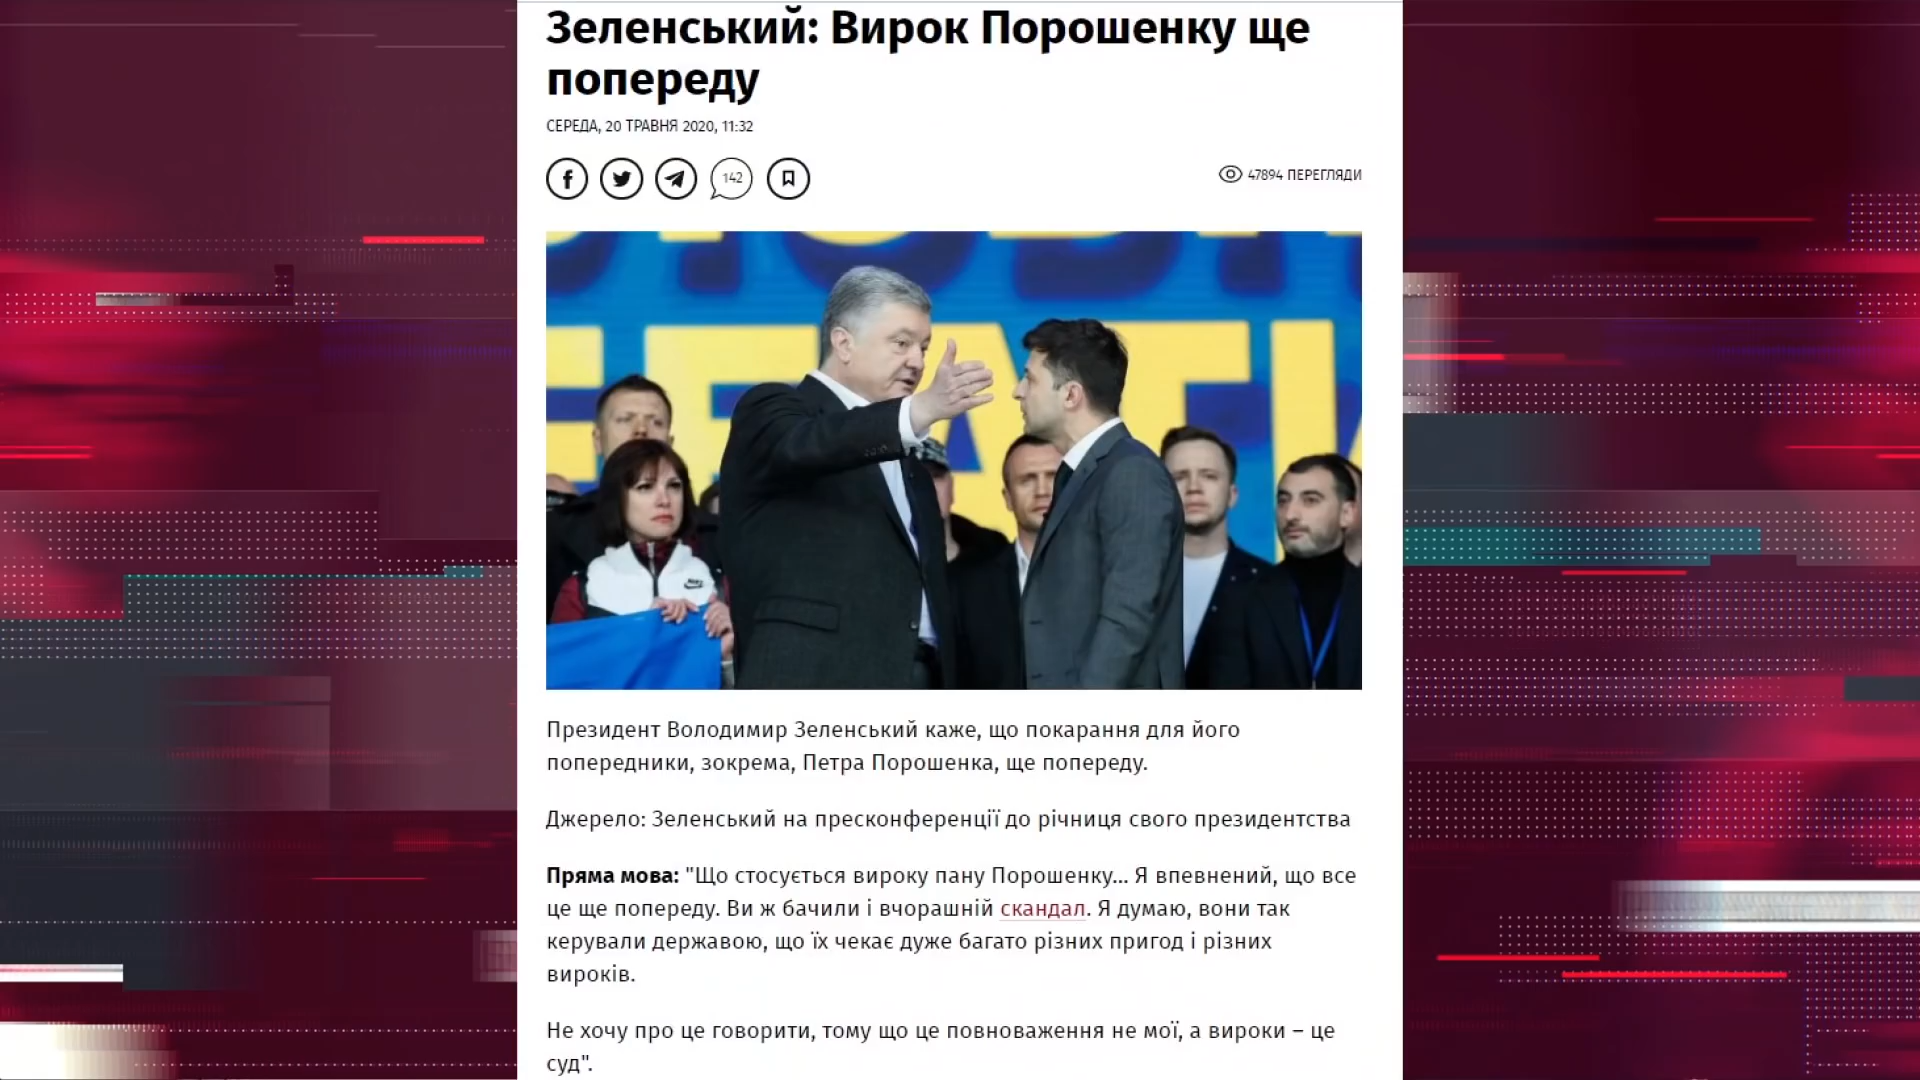 Зеленський: Вирок Порошенку ще
попереду
СЕРЕДА, 20 ТРАВНЯ 2020, 11:32
142
47894 ПЕРЕГЛЯДИ
Президент Володимир Зеленський каже, що покарання для його
попередники, зокрема, Петра Порошенка, ще попереду.
Джерело: Зеленський на пресконференції до річниця свого президентства
Пряма мова: "Що стосується вироку пану Порошенку... Я впевнений, що все
це ще попереду. Ви ж бачили і вчорашній скандал. Я думаю, вони так
керували державою, що їх чекає дуже багато різних пригод і різних
вироків.
Не хочу про це говорити, тому що це повноваження не мої, а вироки – це
суд".